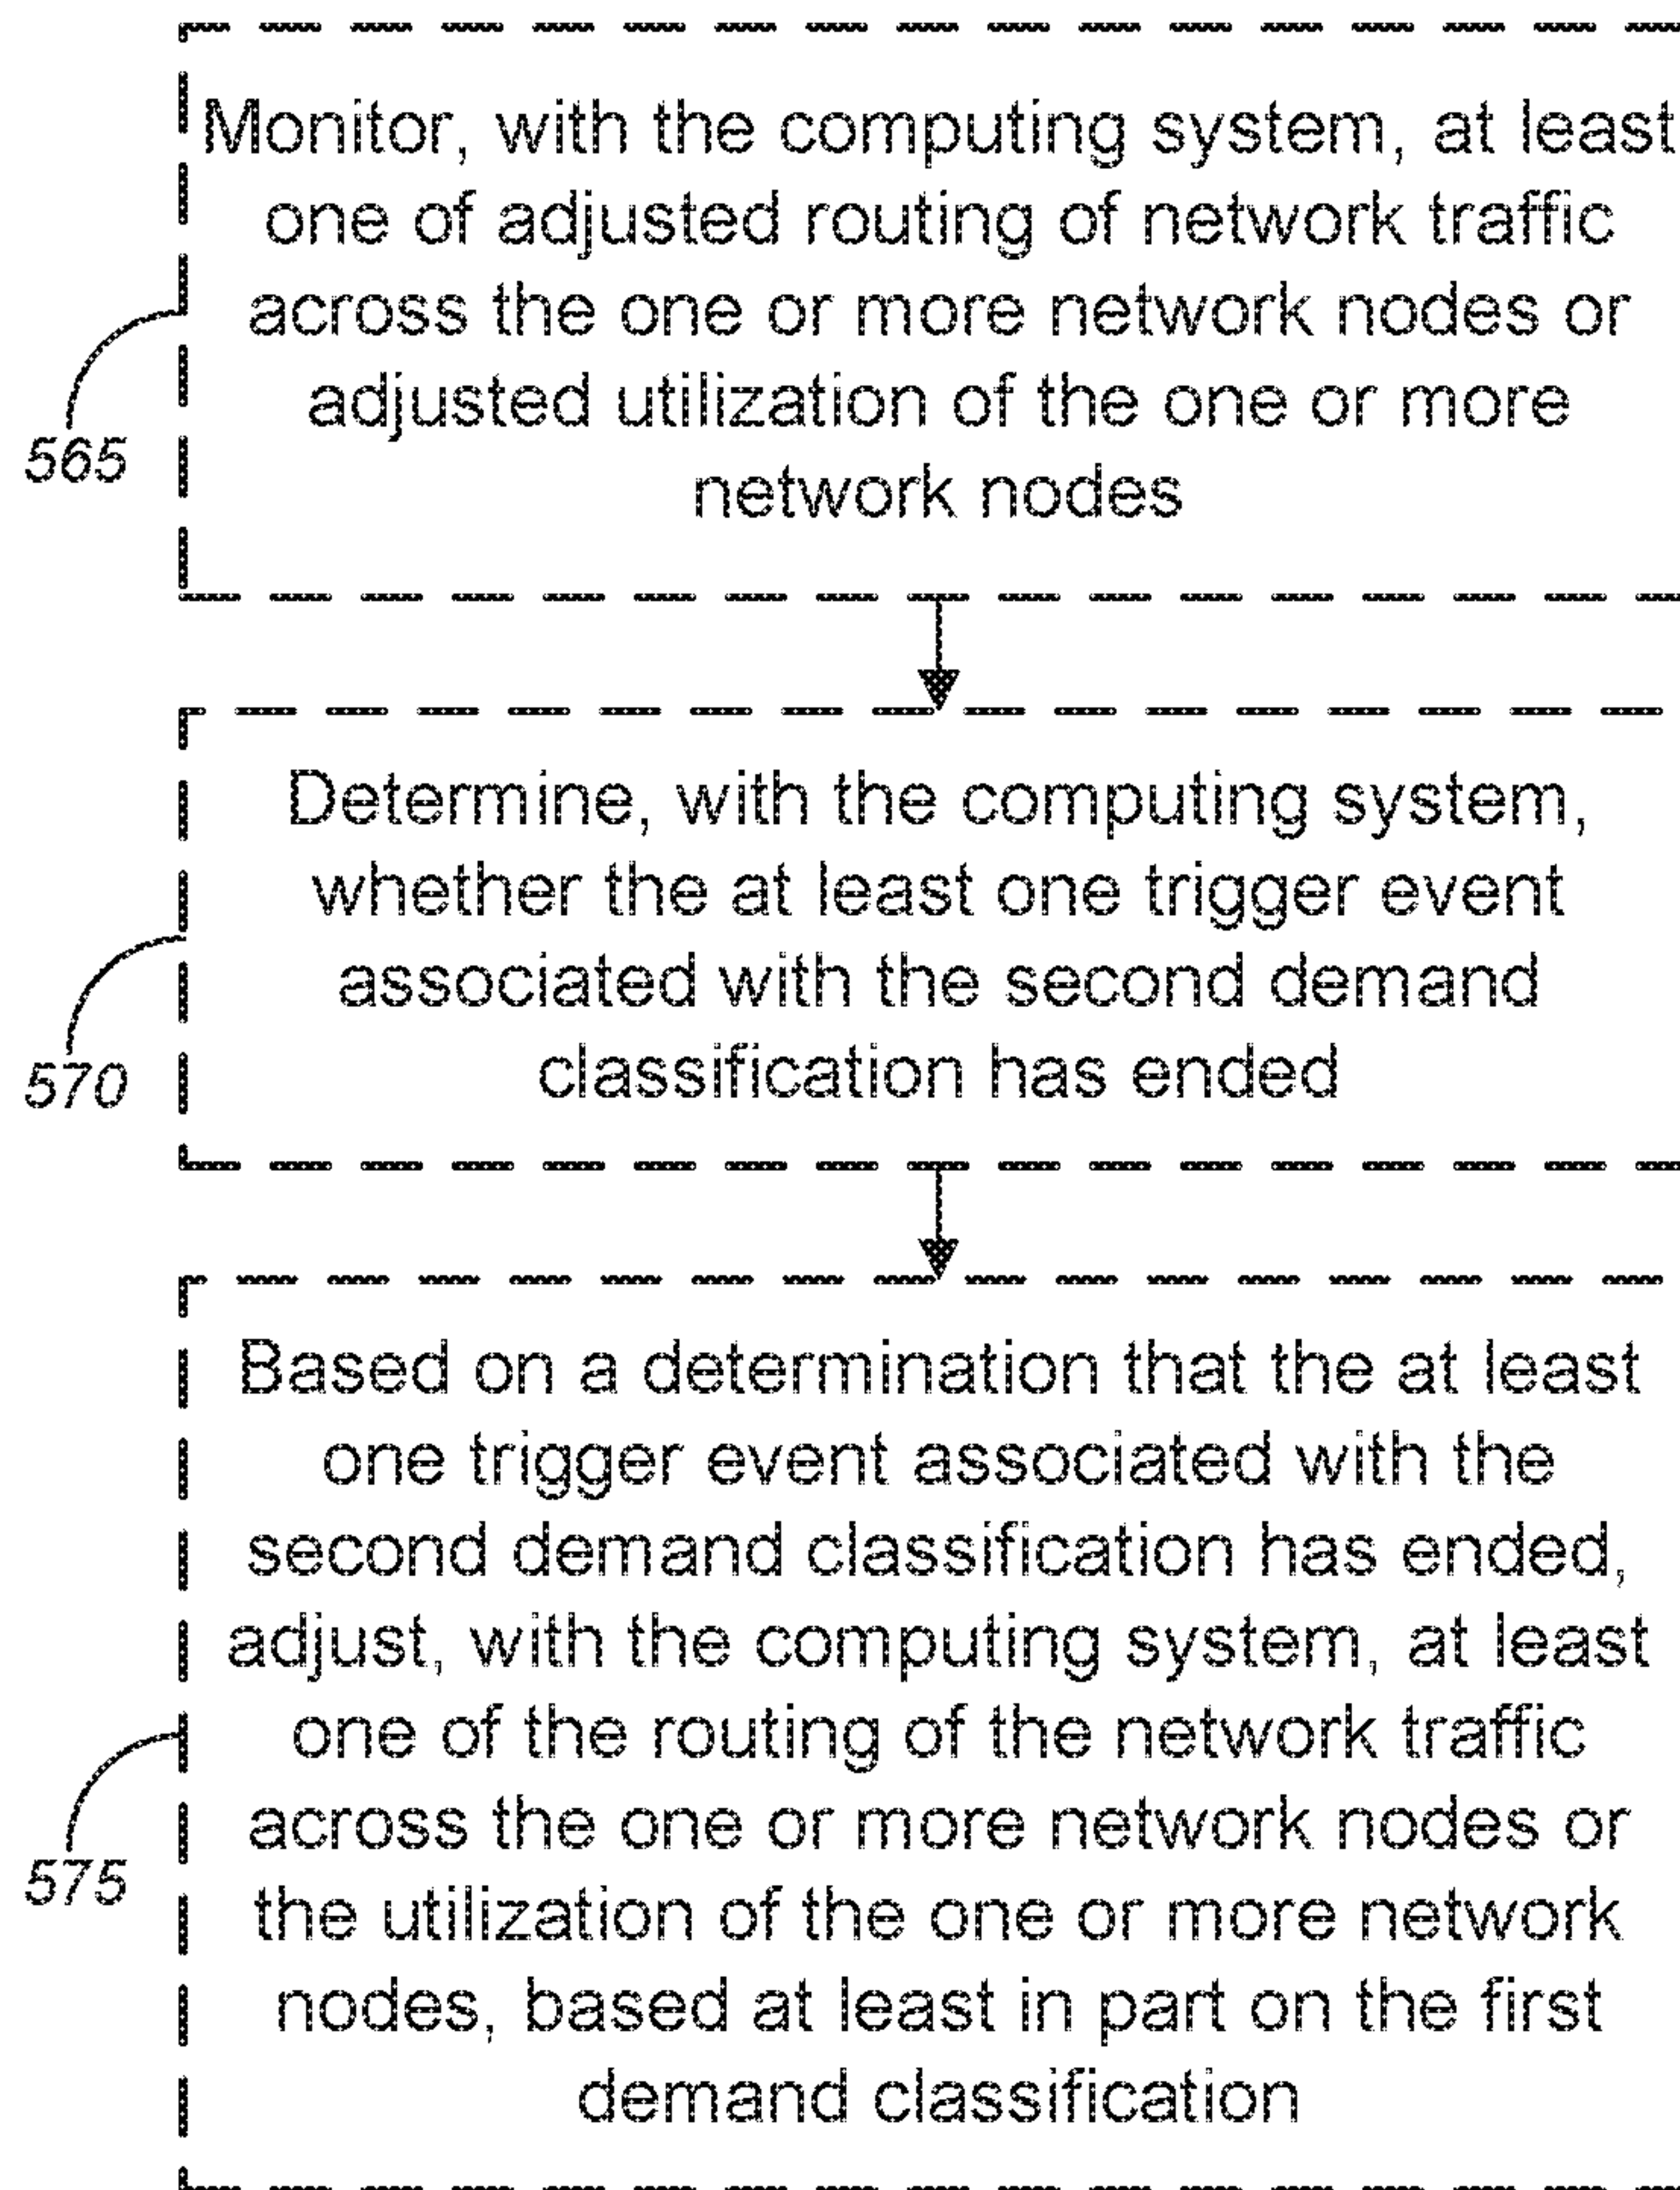 Monitor, with the computing system, at least
one of adjusted routing of network traffic
across the one or more network nodes or
adjusted utilization of the one or more
network nodes
565
Determine, with the computing system,
whether the at least one trigger event
associated with the second demand
classification has ended
570
Based on a determination that the at least
one trigger event associated with the
second demand classification has ended,
adjust, with the computing system, at least
one of the routing of the network traffic
across the one or more network nodes or
the utilization of the one or more network
nodes, based at least in part on the first
demand classification
575